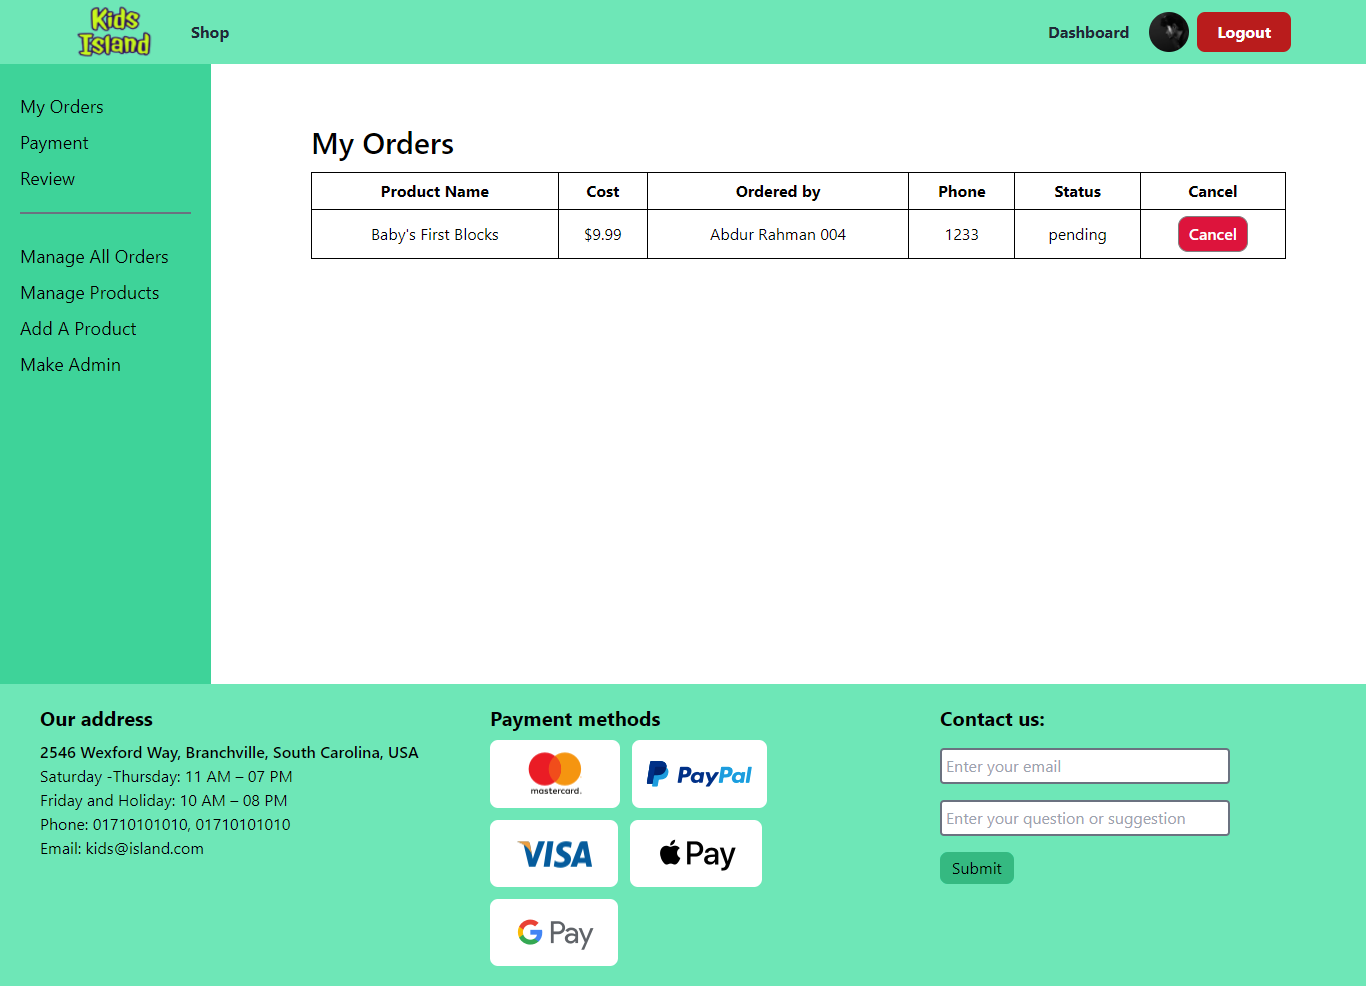 Kids
Island
Shop
Dashboard
Logout
My Orders
Payment
Review
Manage All Orders
Manage Products
Add A Product
Make Admin
My Orders
Product Name Cost Ordered by Phone Status Cancel
Baby's First Blocks $9.99 Abdur Rahman 004 1233 pending Cancel
Our address
2546 Wexford Way, Branchville, South Carolina, USA
Saturday -Thursday: 11 AM – 07 PM
Friday and Holiday: 10 AM – 08 PM
Phone: 01710101010, 01710101010
Email: kids@island.com
Payment methods
mastercard.
PayPal
VISA
Pay
G Pay
Contact us:
Enter your email
Enter your question or suggestion
Submit